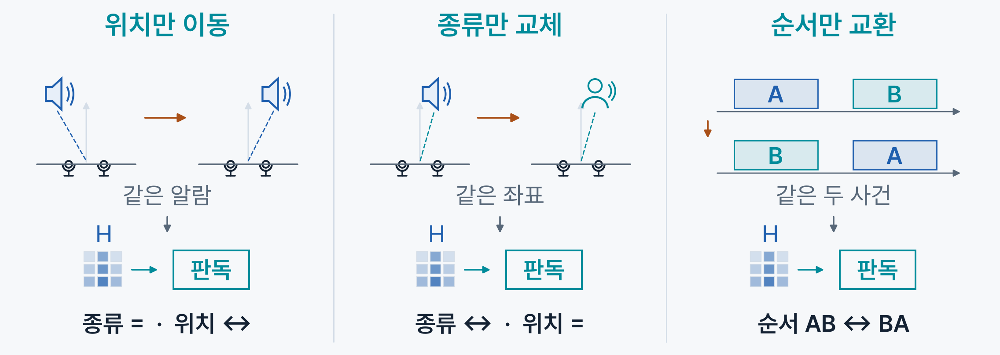 위치만 이동
같은 알람
H
판독
종류 = · 위치 ↔
종류만 교체
같은 좌표
H
판독
종류 ↔ · 위치 =
순서만 교환
A B
B A
같은 두 사건
H
판독
순서 AB ↔ BA